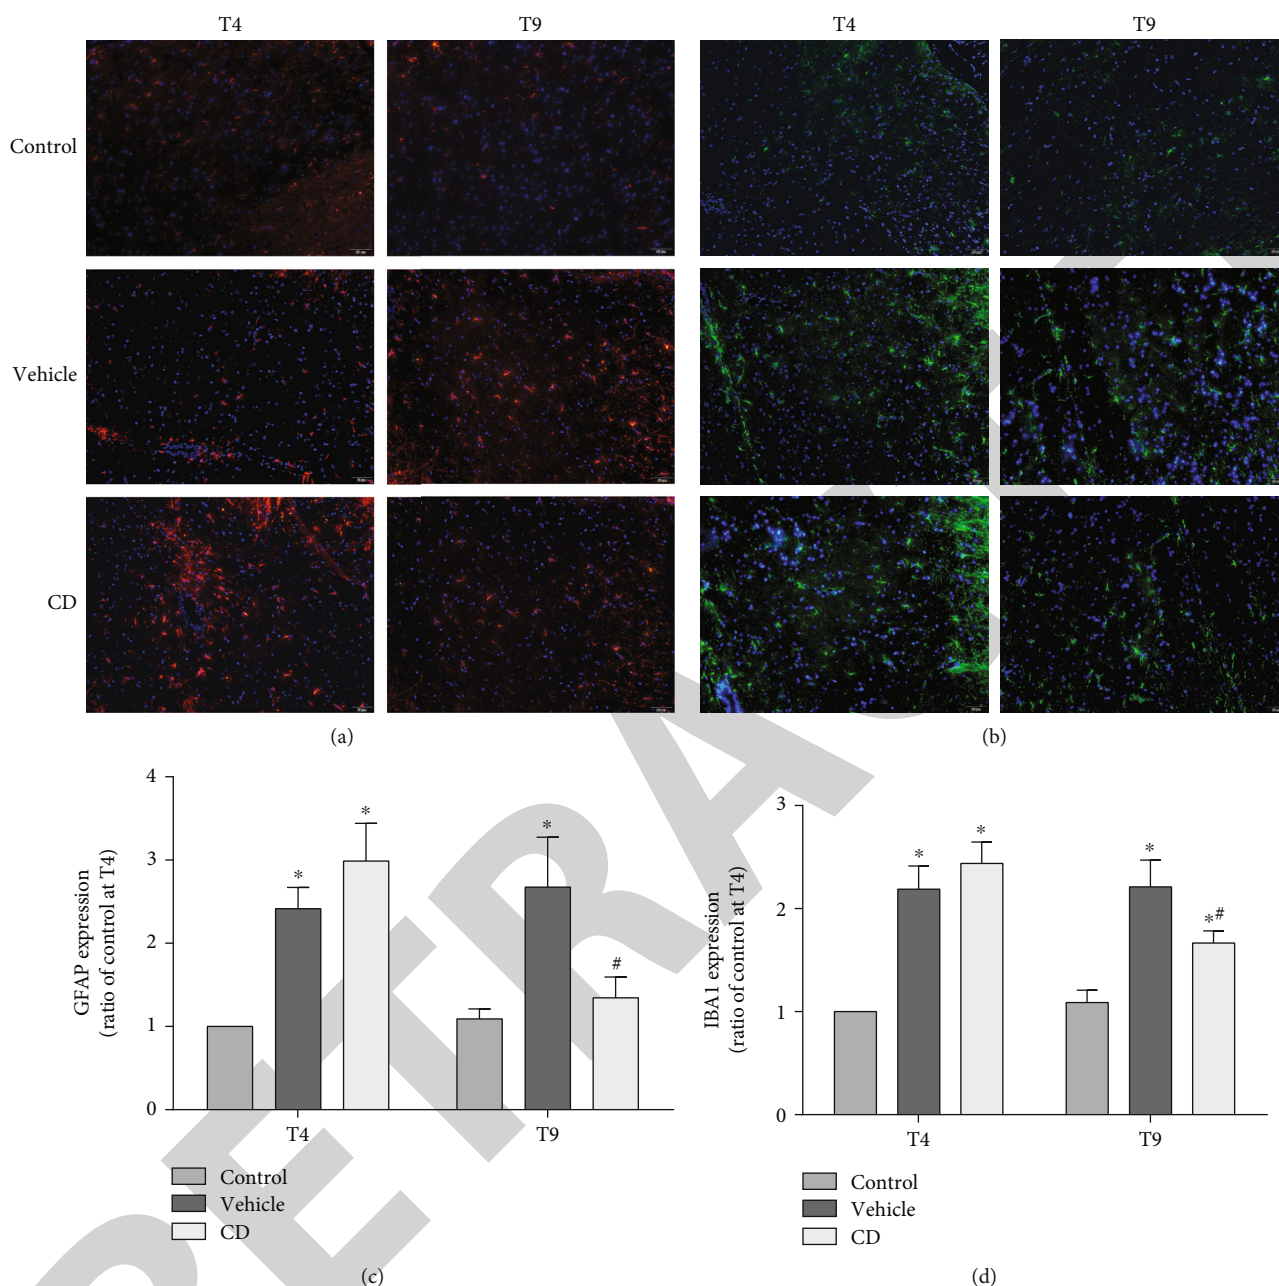 T4 T9 T4 T9
Control
Vehicle
CD
(a) (b)
4
3
2
1
0
GFAP expression
(ratio of control at T4)
*
*
*
#
T4 T9
Control
Vehicle
CD
(c)
3
2
1
0
IBA1 expression
(ratio of control at T4)
*
*
*
*#
T4 T9
Control
Vehicle
CD
(d)